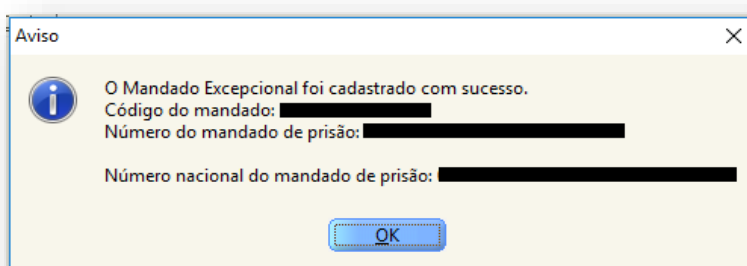 Aviso
O Mandado Excepcional foi cadastrado com sucesso.
Código do mandado:
Número do mandado de prisão:
Número nacional do mandado de prisão:
OK